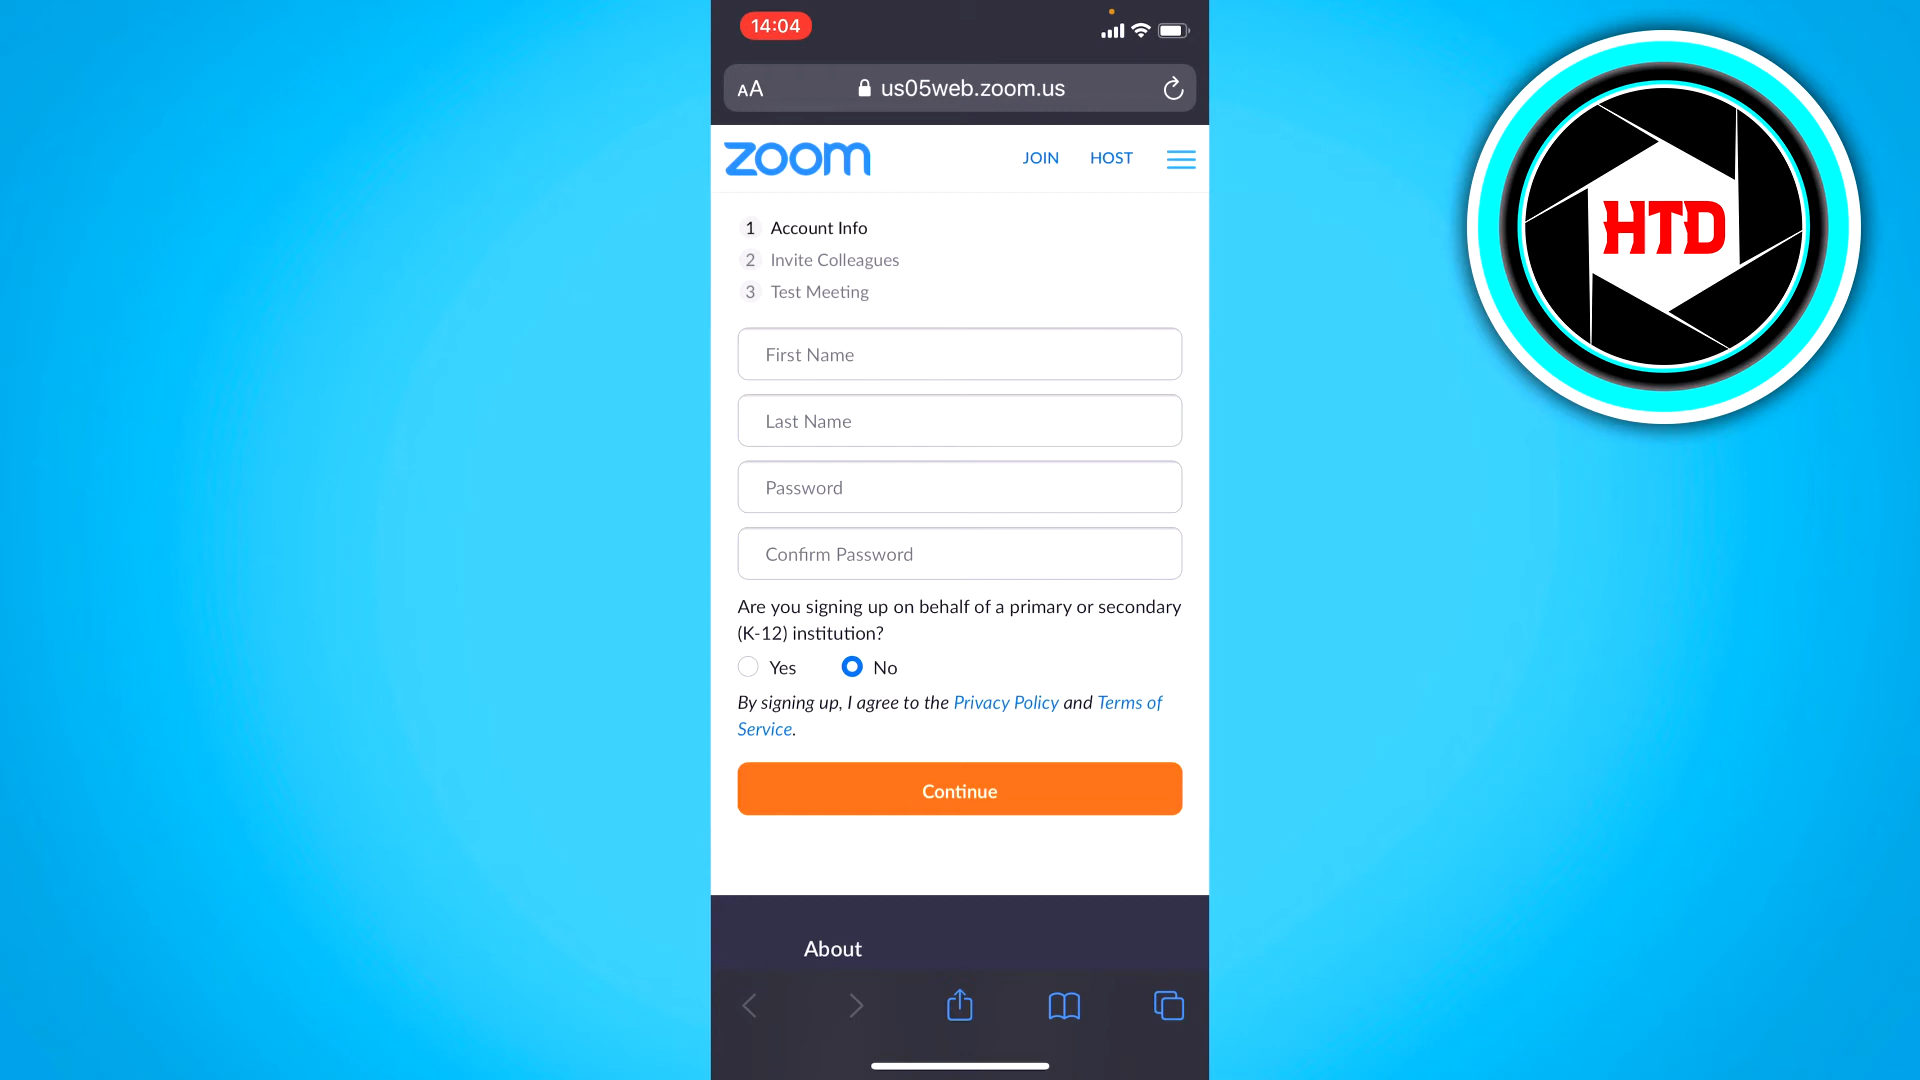 14:04
AA us05web.zoom.us
zoom JOIN HOST
1 Account Info
2 Invite Colleagues
3 Test Meeting
First Name
Last Name
Password
Confirm Password
Are you signing up on behalf of a primary or secondary
(K-12) institution?
Yes No
By signing up, I agree to the Privacy Policy and Terms of
Service.
Continue
About
HTD